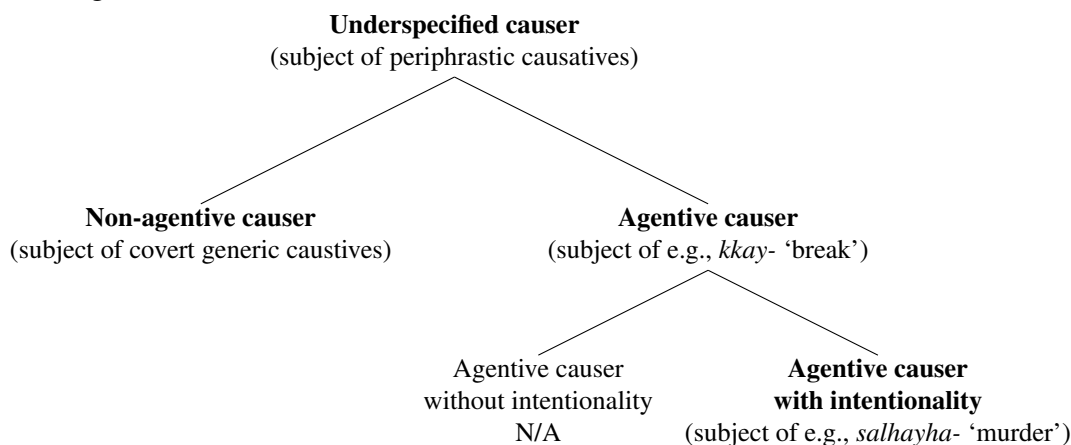 Underspecified causer
(subject of periphrastic causatives)
Non-agentive causer
(subject of covert generic caustives)
Agentive causer
(subject of e.g., kkay- ‘break’)
Agentive causer
without intentionality
N/A
Agentive causer
with intentionality
(subject of e.g., salhayha- ‘murder’)